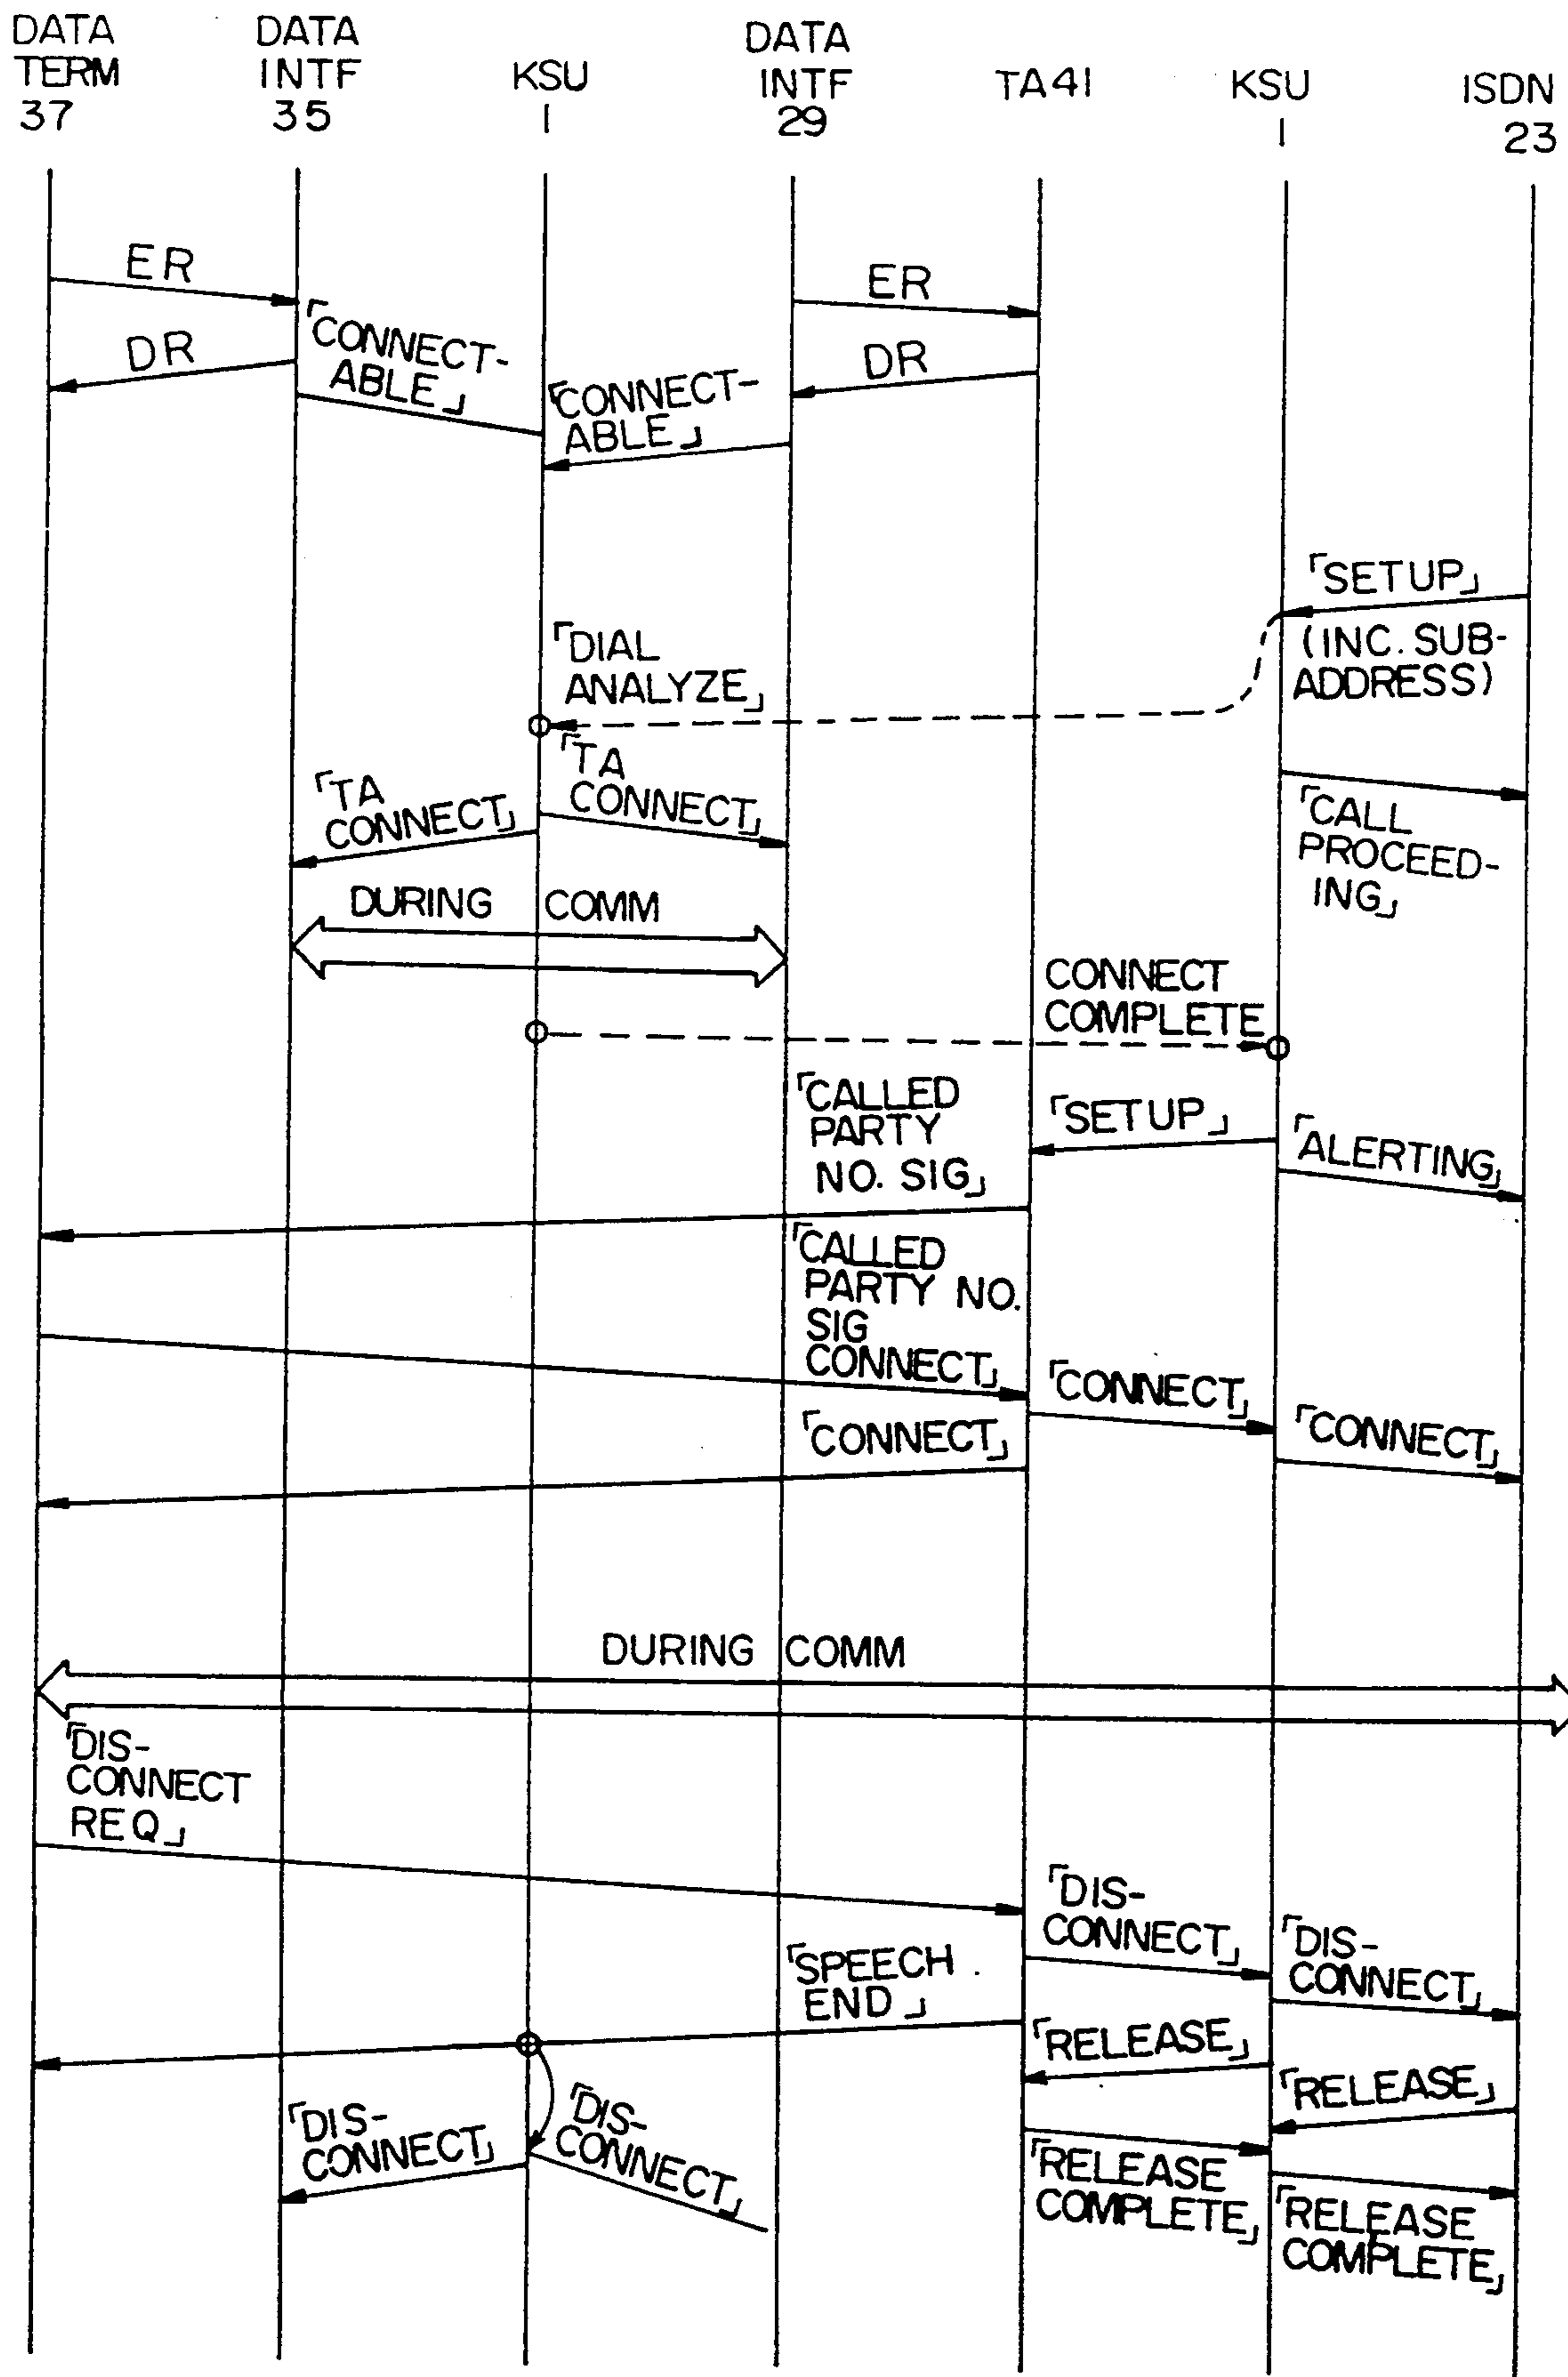 DATA
TERM
37
DATA
INTF
35
KSU
1
DATA
INTF
29
TA41
KSU
1
ISDN
23
ER
ER
DR
「CONNECT-
ABLE」
DR
「CONNECT-
ABLE」
「SETUP」
(INC. SUB-
ADDRESS)
「DIAL
ANALYZE」
「TA
CONNECT」
「TA
CONNECT」
「CALL
PROCEED-
ING」
DURING COMM
CONNECT
COMPLETE
「CALLED
PARTY
NO. SIG」
「SETUP」
「ALERTING」
「CALLED
PARTY NO.
SIG
CONNECT」
「CONNECT」
「CONNECT」
「CONNECT」
DURING COMM
「DIS-
CONNECT
REQ」
「DIS-
CONNECT」
「DIS-
CONNECT」
「SPEECH
END」
「RELEASE」
「RELEASE」
「DIS-
CONNECT」
「DIS-
CONNECT」
「RELEASE
COMPLETE」
「RELEASE
COMPLETE」